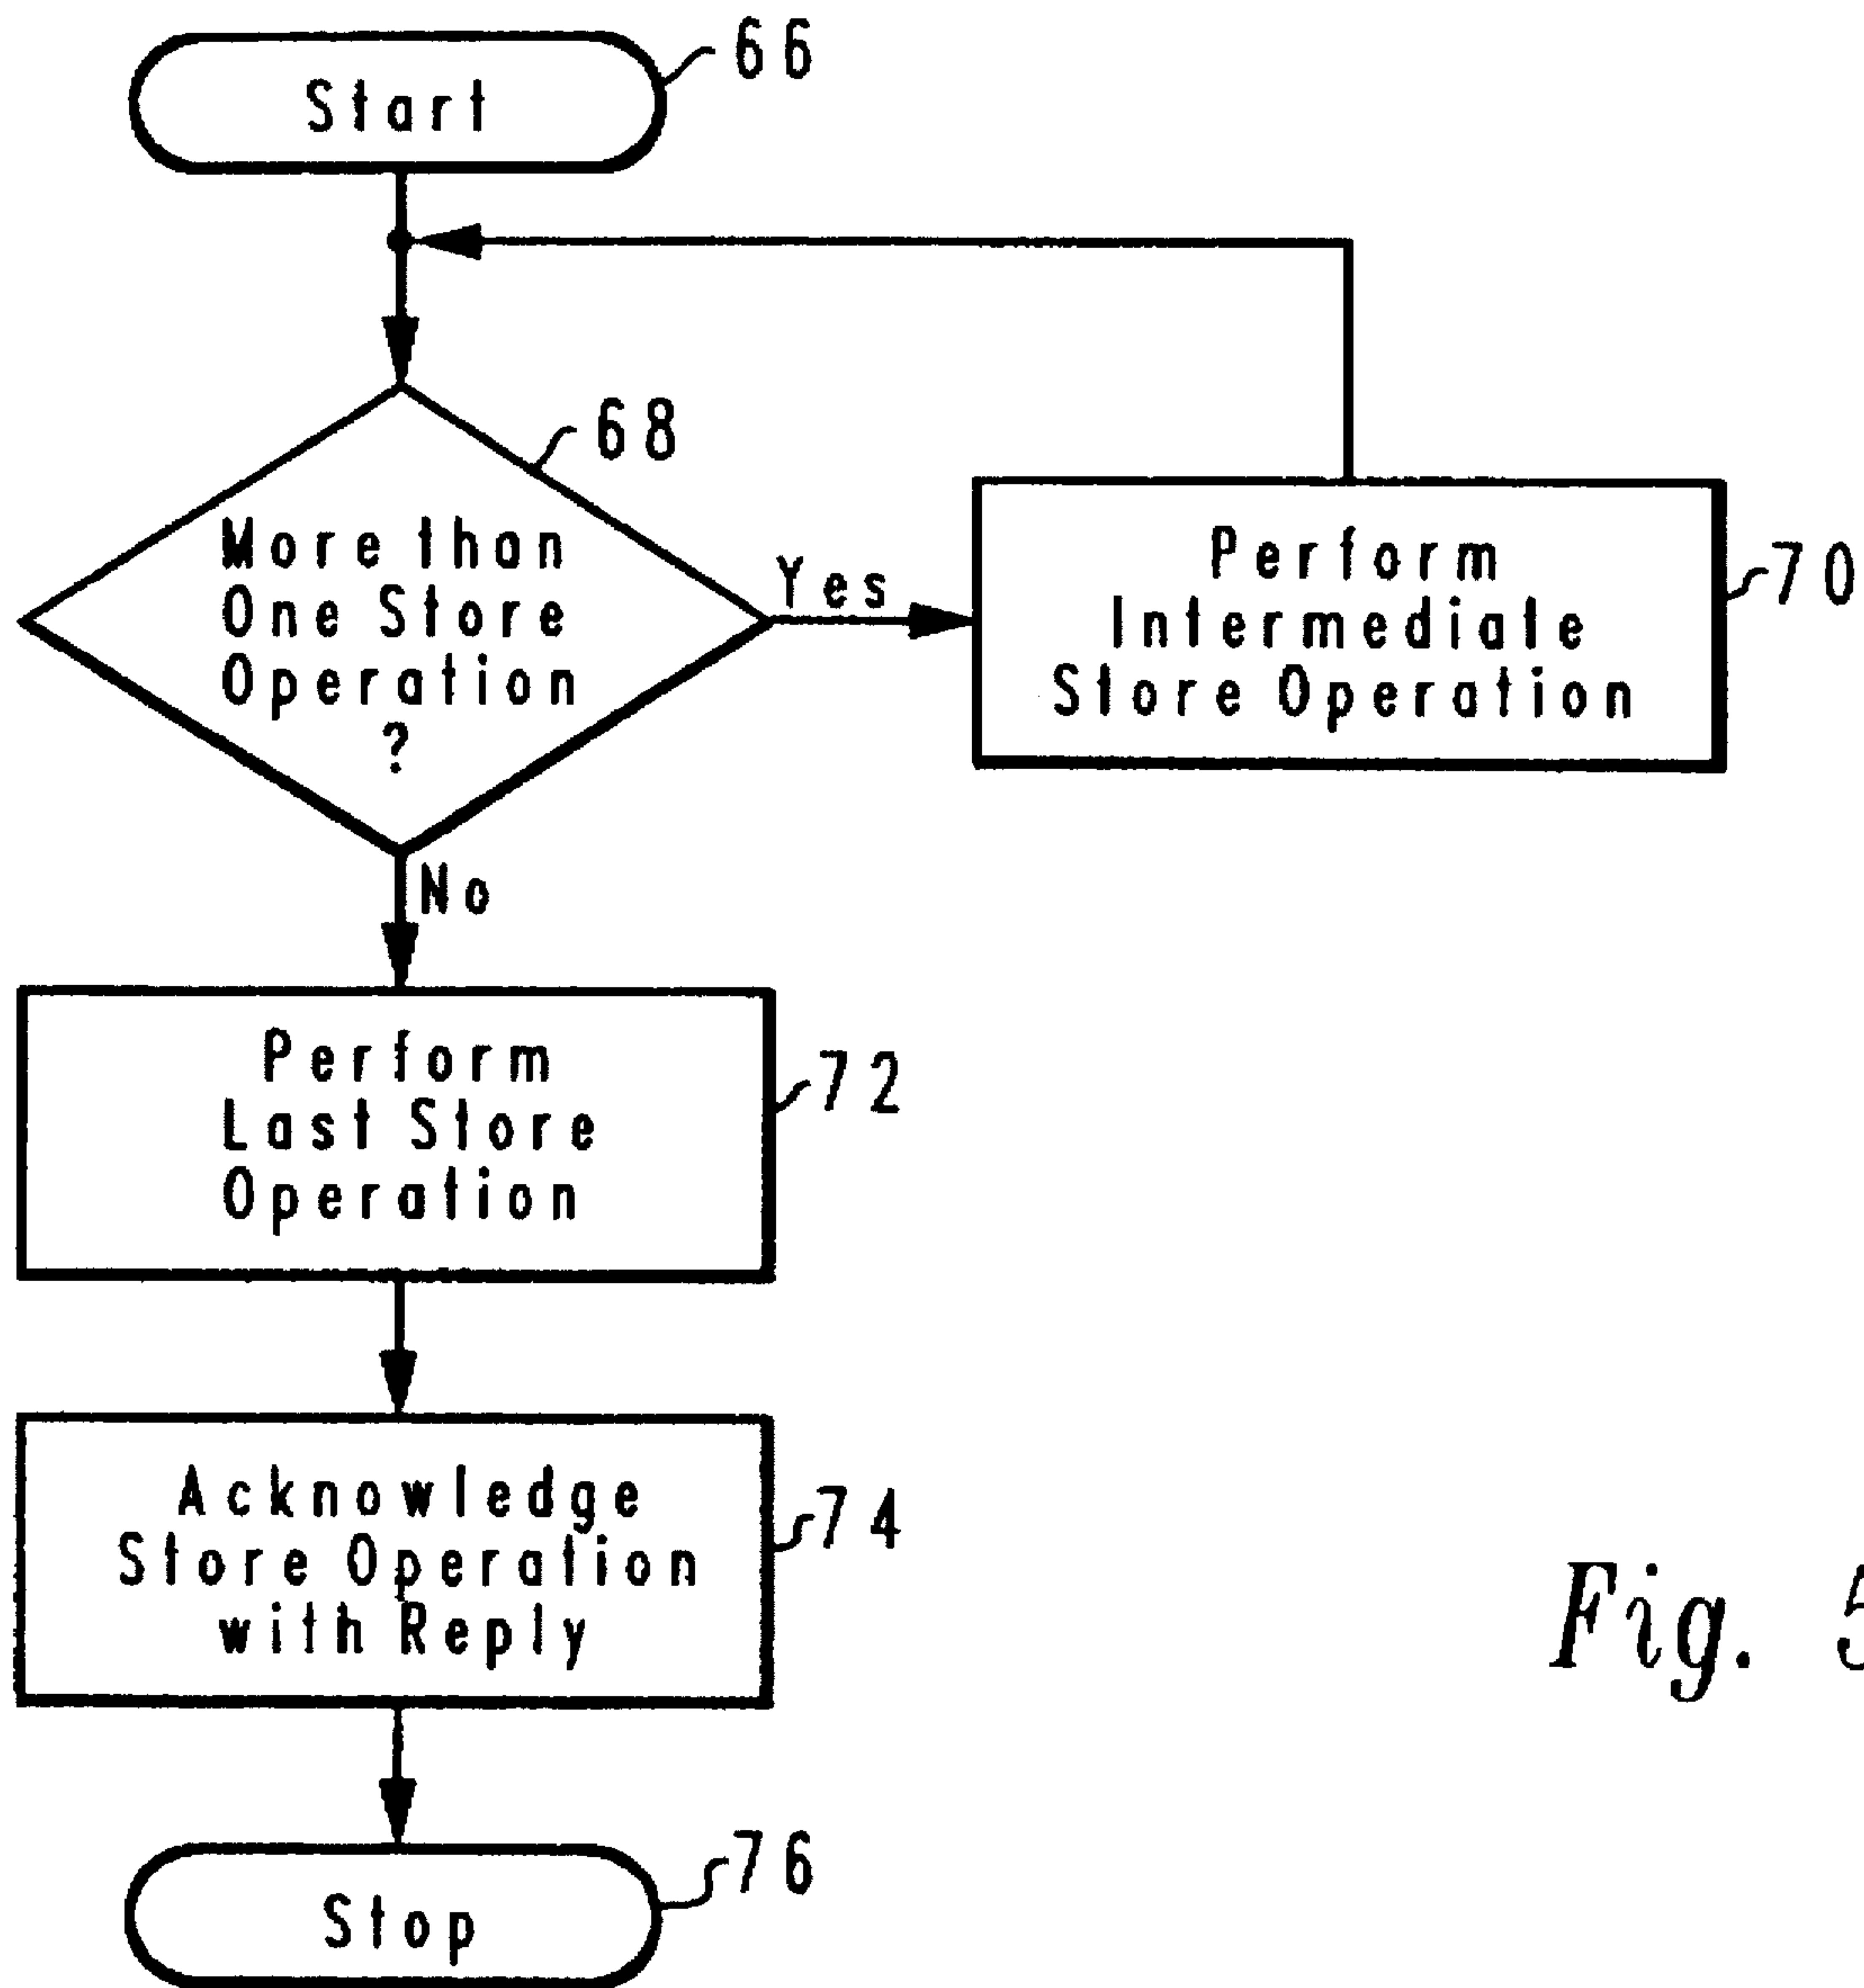 Start
66
68
More than
One Store
Operation
?
Yes
Perform
Intermediate
Store Operation
70
No
Perform
Last Store
Operation
72
Acknowledge
Store Operation
with Reply
74
Stop
76
Fig. 5